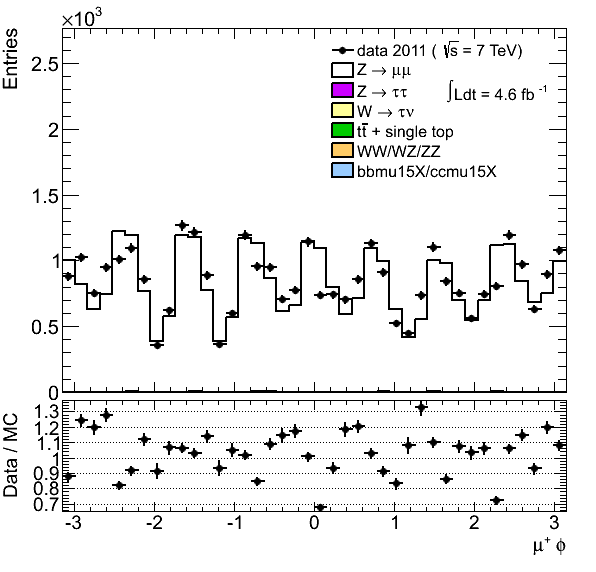 ×10³
Entries
2.5
2
1.5
1
0.5
0
data 2011 ( √s = 7 TeV)
Z → μμ
Z → ττ
∫Ldt = 4.6 fb⁻¹
W → τν
tt̅ + single top
WW/WZ/ZZ
bbmu15X/ccmu15X
Data / MC
1.3
1.2
1.1
1
0.9
0.8
0.7
-3 -2 -1 0 1 2 3
μ⁺ ϕ